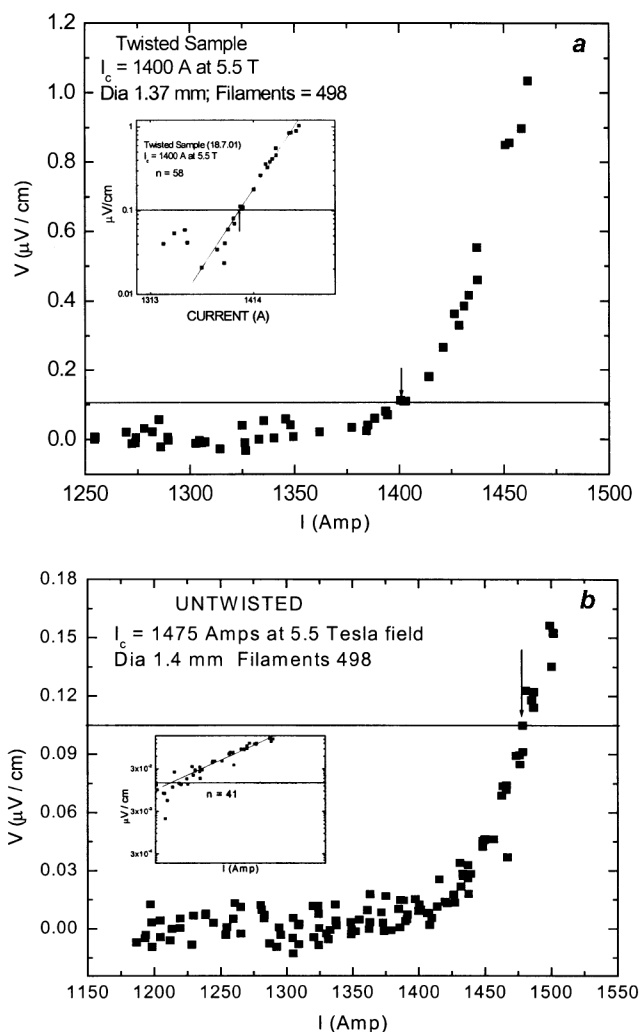 a
Twisted Sample
I_c = 1400 A at 5.5 T
Dia 1.37 mm; Filaments = 498
1.2
1.0
0.8
0.6
0.4
0.2
0.0
V (μV / cm)
1250 1300 1350 1400 1450 1500
I (Amp)
Twisted Sample (18.7.01)
I_c = 1400A at 5.5 T
n = 58
1
0.1
0.01
μV/cm
1313 1414
CURRENT (A)
b
UNTWISTED
I_c = 1475 Amps at 5.5 Tesla field
Dia 1.4 mm Filaments 498
0.18
0.15
0.12
0.09
0.06
0.03
0.00
V (μV / cm)
1150 1200 1250 1300 1350 1400 1450 1500 1550
I (Amp)
n = 41
μV/cm
I (Amp)